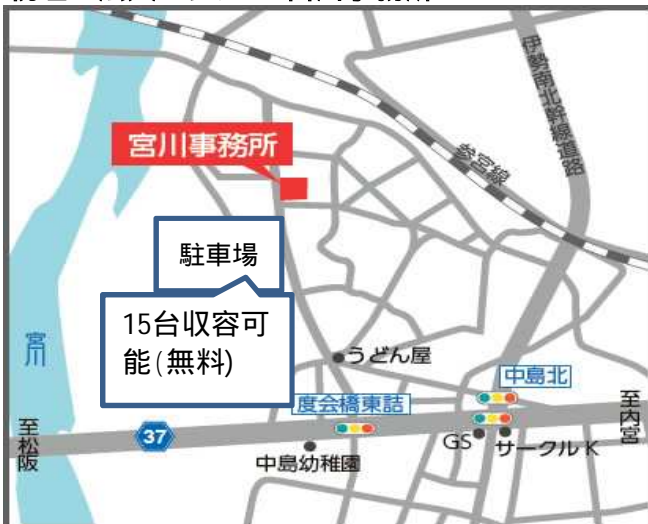 伊勢南北幹線道路
参宮線
宮川事務所
駐車場
15台収容可
能(無料)
宮川
うどん屋
中島北
度会橋東詰
至内宮
至松阪
37
GS
サークルK
中島幼稚園